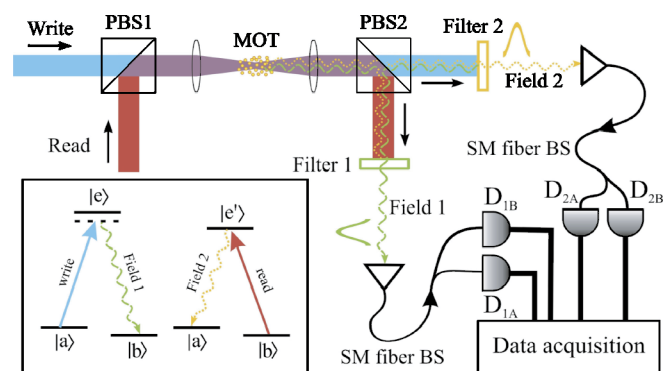 PBS1
PBS2
Filter 2
Write
MOT
Field 2
Read
SM fiber BS
Filter 1
D2A
D2B
|e⟩
|e'⟩
Field 1
D1B
write
Field 1
Field 2
read
D1A
|a⟩
|b⟩
|a⟩
|b⟩
SM fiber BS
Data acquisition